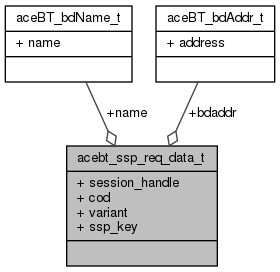 aceBT_bdName_t
+ name
aceBT_bdAddr_t
+ address
+name
+bdaddr
acebt_ssp_req_data_t
+ session_handle
+ cod
+ variant
+ ssp_key